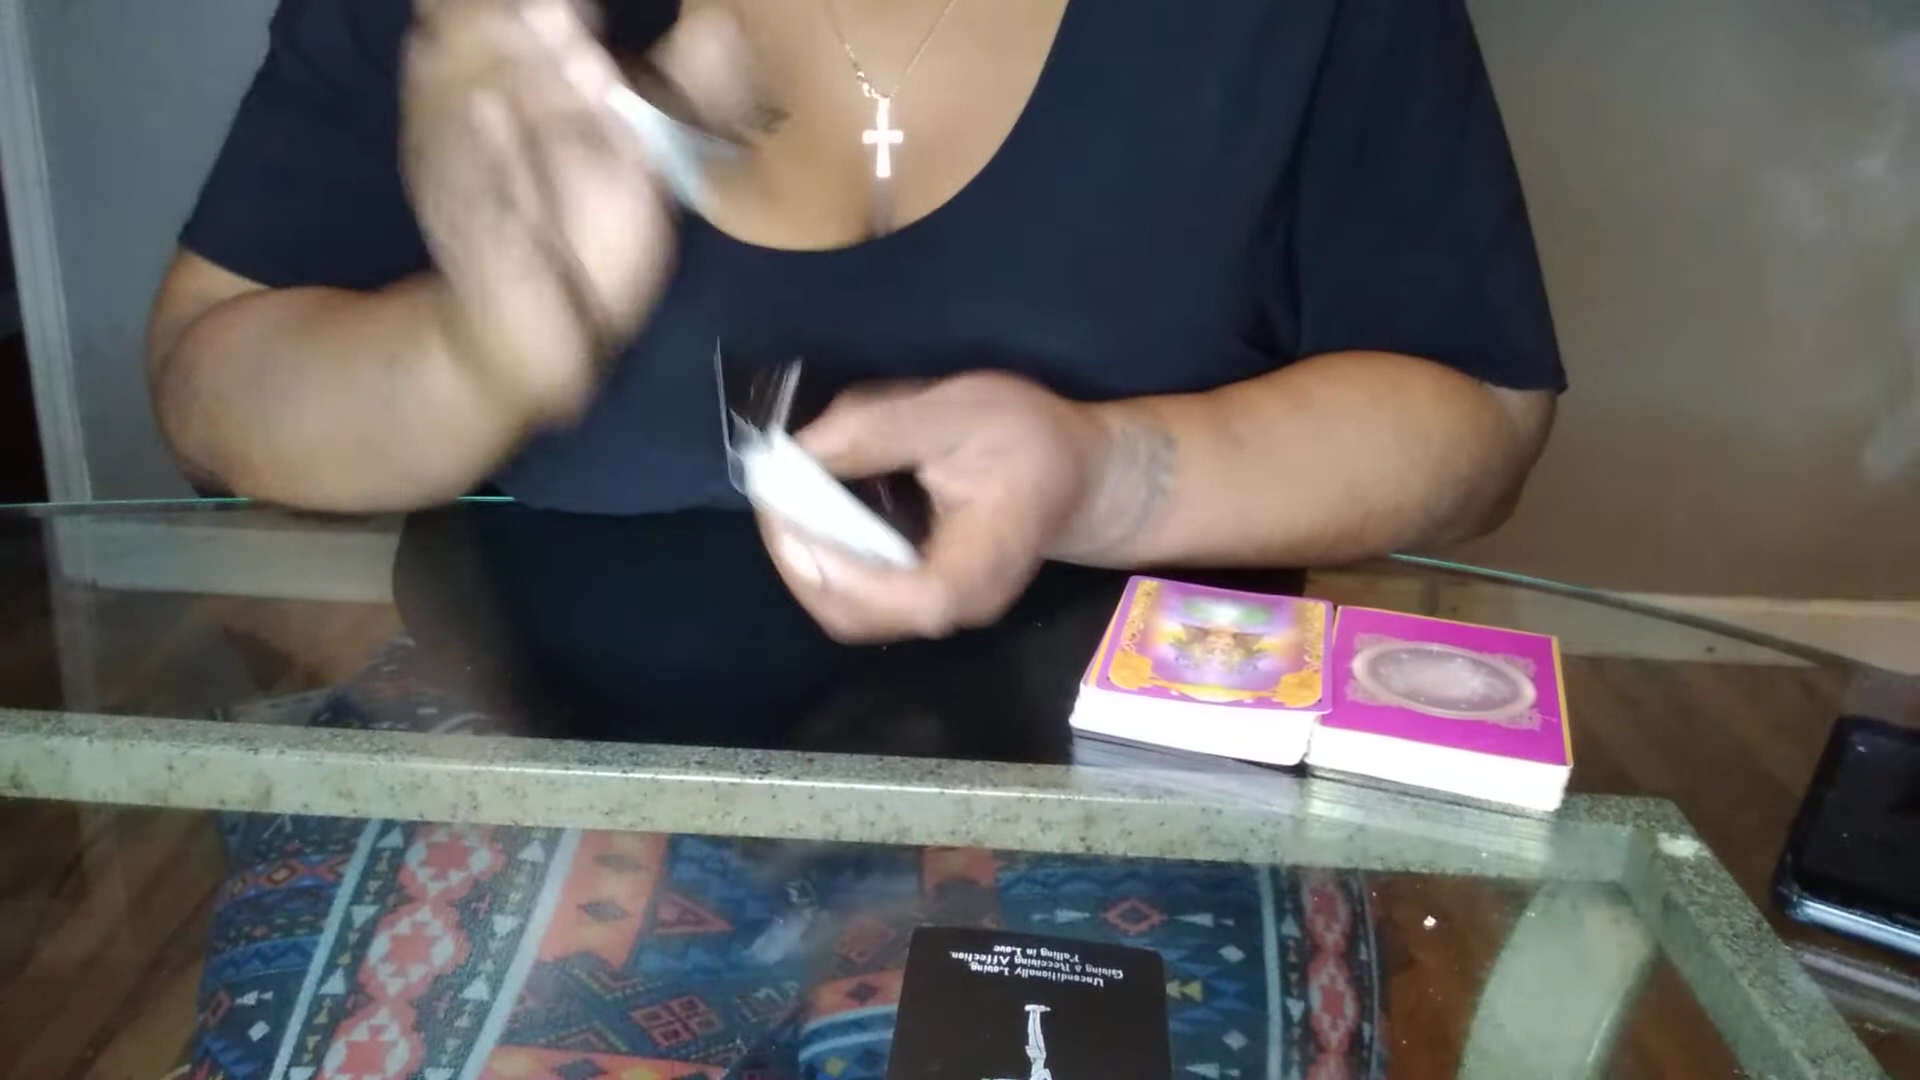 Unconditionally Loving.
Giving & Receiving Affection.
Falling in Love